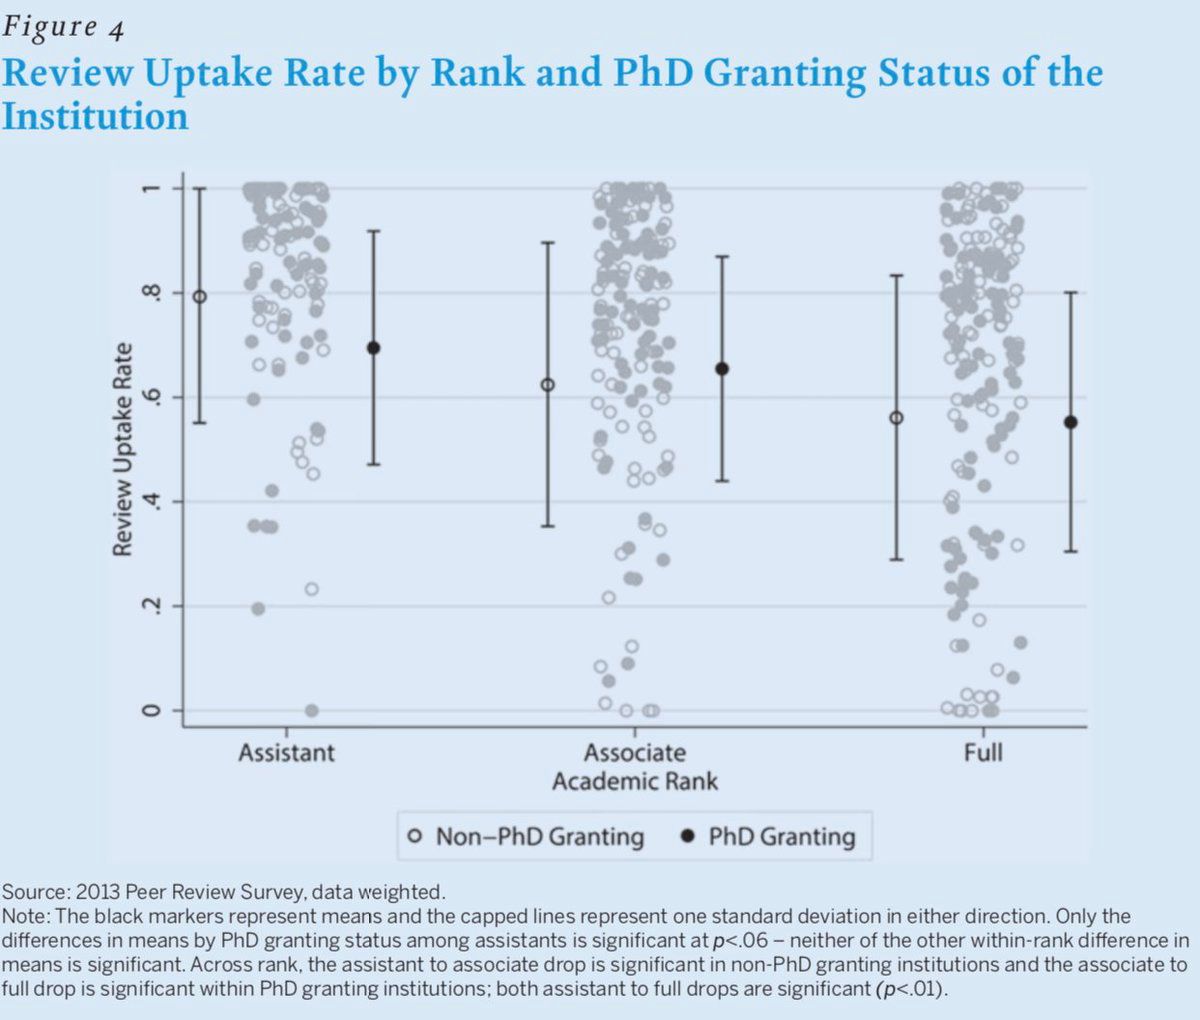 Figure 4
Review Uptake Rate by Rank and PhD Granting Status of the
Institution
Review Uptake Rate
1
.8
.6
.4
.2
0
Assistant
Associate
Full
Academic Rank
Non–PhD Granting
PhD Granting
Source: 2013 Peer Review Survey, data weighted.
Note: The black markers represent means and the capped lines represent one standard deviation in either direction. Only the
differences in means by PhD granting status among assistants is significant at p<.06 – neither of the other within-rank difference in
means is significant. Across rank, the assistant to associate drop is significant in non-PhD granting institutions and the associate to
full drop is significant within PhD granting institutions; both assistant to full drops are significant (p<.01).